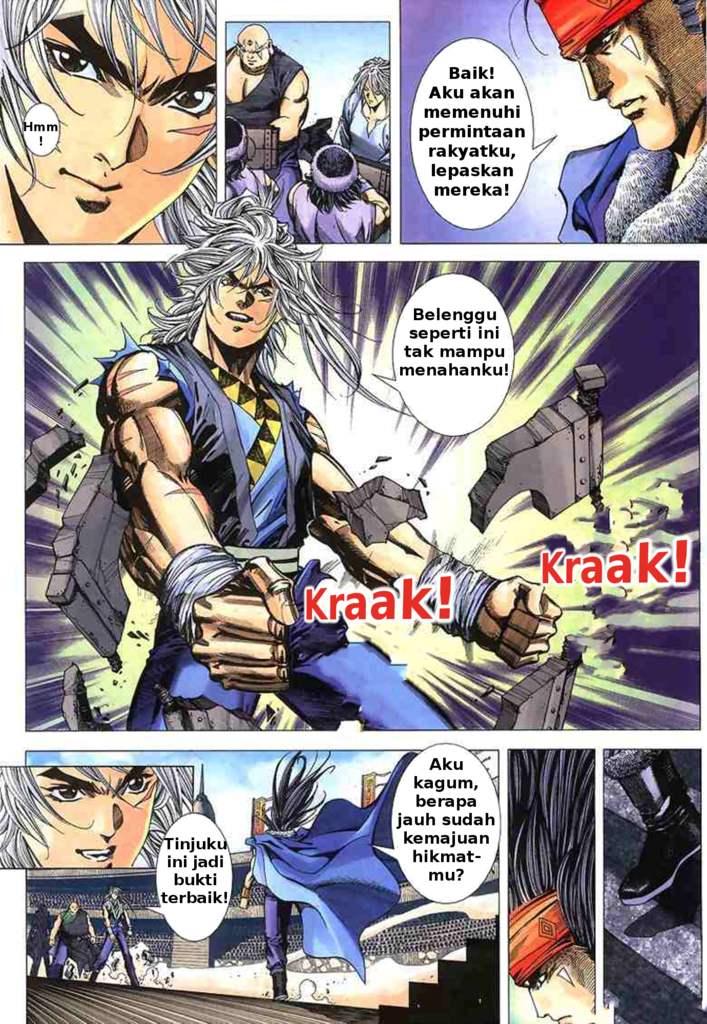 Hmm
!
Baik!
Aku akan
memenuhi
permintaan
rakyatku,
lepaskan
mereka!
Belenggu
seperti ini
tak mampu
menahanku!
Kraak!
Kraak!
Aku
kagum,
berapa
jauh sudah
kemajuan
hikmat-
mu?
Tinjuku
ini jadi
bukti
terbaik!